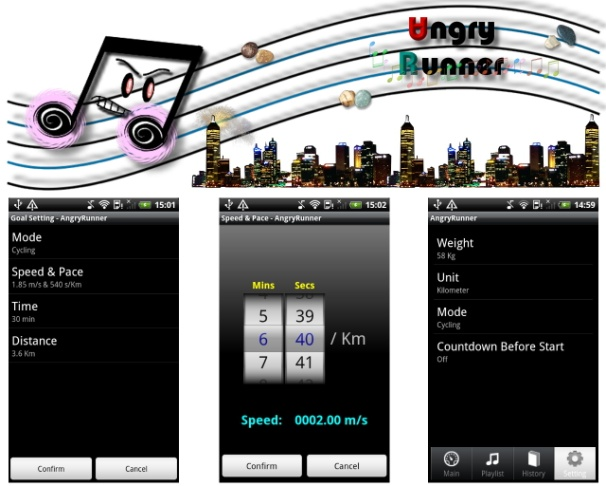 Angry
Runner
15:01
Goal Setting - AngryRunner
Mode
Cycling
Speed & Pace
1.85 m/s & 540 s/Km
Time
30 min
Distance
3.6 Km
Confirm Cancel
15:02
Speed & Pace - AngryRunner
Mins Secs
5 39
6 40 / Km
7 41
Speed: 0002.00 m/s
Confirm Cancel
14:59
AngryRunner
Weight
58 Kg
Unit
Kilometer
Mode
Cycling
Countdown Before Start
Off
Main Playlist History Setting